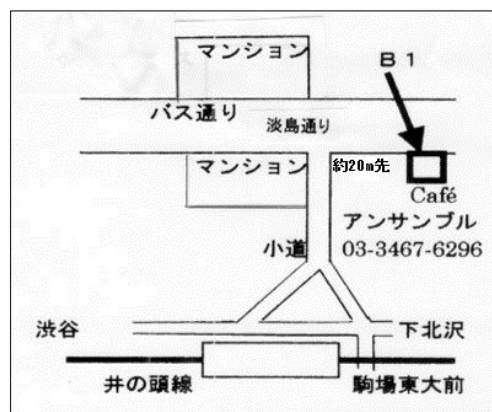 マンション
B1
バス通り
淡島通り
マンション
約20m先
Café
アンサンブル
小道
03-3467-6296
渋谷
下北沢
井の頭線
駒場東大前